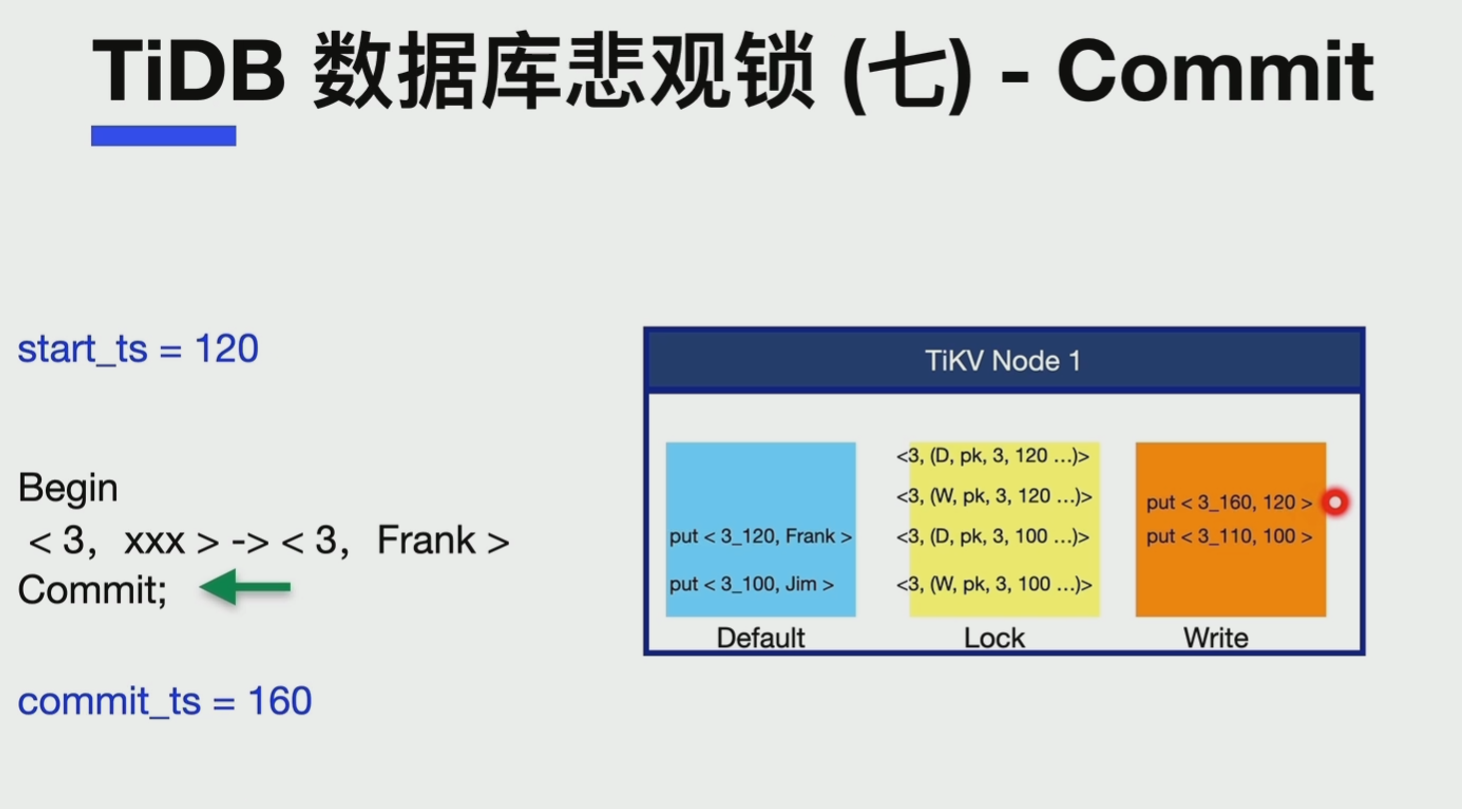 TiDB 数据库悲观锁 (七) - Commit
start_ts = 120
Begin
< 3, xxx > -> < 3, Frank >
Commit;
commit_ts = 160
TiKV Node 1
put < 3_120, Frank >
put < 3_100, Jim >
Default
<3, (D, pk, 3, 120 ...)>
<3, (W, pk, 3, 120 ...)>
<3, (D, pk, 3, 100 ...)>
<3, (W, pk, 3, 100 ...)>
Lock
put < 3_160, 120 >
put < 3_110, 100 >
Write